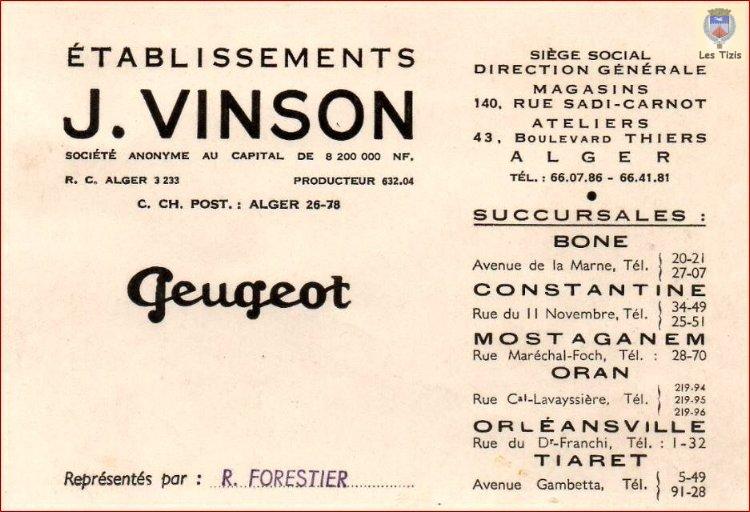 ÉTABLISSEMENTS
J. VINSON
SOCIÉTÉ ANONYME AU CAPITAL DE 8 200 000 NF.
R. C. ALGER 3 233 PRODUCTEUR 632.04
C. CH. POST. : ALGER 26-78
Peugeot
Représentés par : R. FORESTIER
Les Tizis
SIÈGE SOCIAL
DIRECTION GÉNÉRALE
MAGASINS
140, RUE SADI-CARNOT
ATELIERS
43, BOULEVARD THIERS
ALGER
TÉL. : 66.07.86 - 66.41.81
SUCCURSALES :
BONE
Avenue de la Marne, Tél. 20-21
27-07
CONSTANTINE
Rue du 11 Novembre, Tél. 34-49
25-51
MOSTAGANEM
Rue Maréchal-Foch, Tél. : 28-70
ORAN
Rue Cal-Lavayssière, Tél. 219-94
219-95
219-96
ORLÉANSVILLE
Rue du Dr-Franchi, Tél. : 1-32
TIARET
Avenue Gambetta, Tél. 5-49
91-28